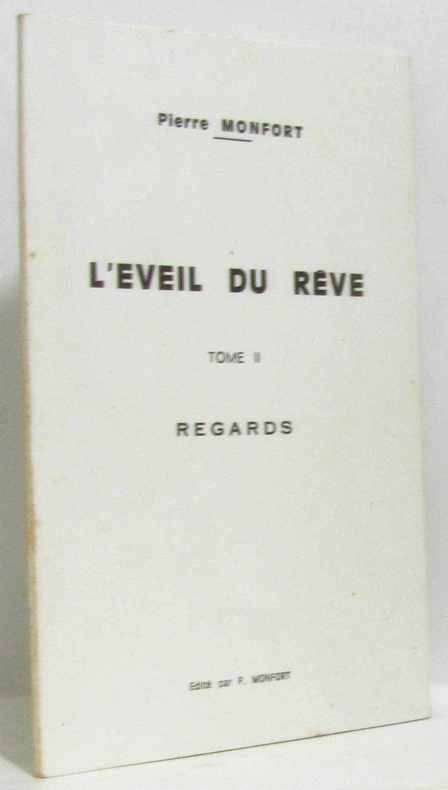 Pierre MONFORT
L'EVEIL DU RÊVE
TOME II
REGARDS
Edité par P. MONFORT